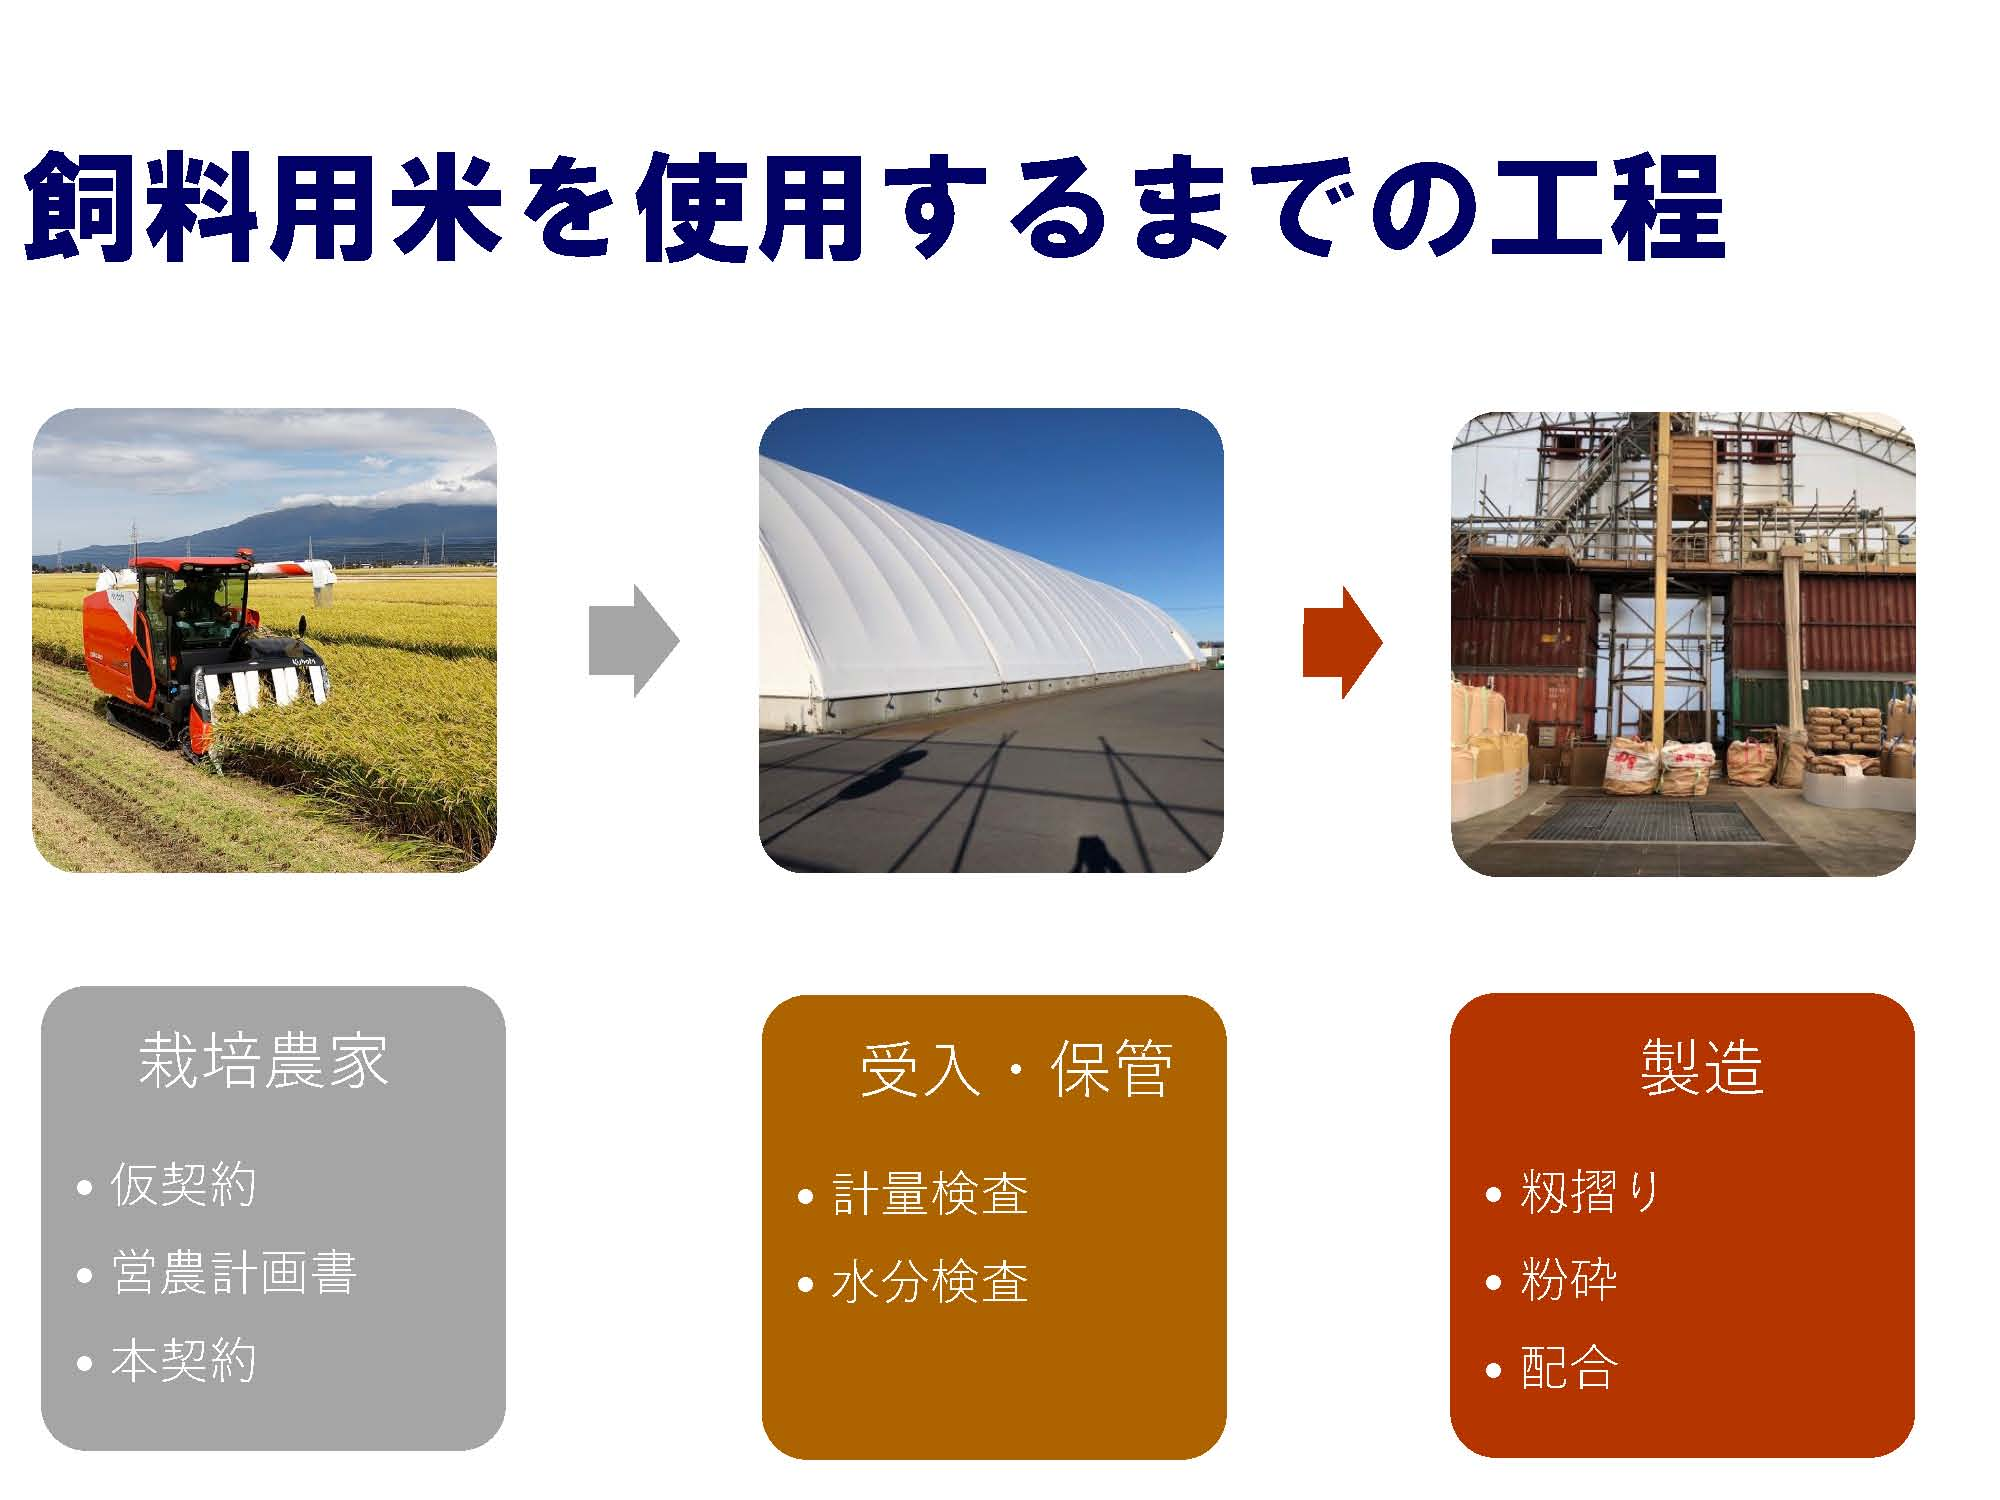 飼料用米を使用するまでの工程
Kubota
栽培農家
• 仮契約
• 営農計画書
• 本契約
受入・保管
• 計量検査
• 水分検査
製造
• 籾摺り
• 粉砕
• 配合